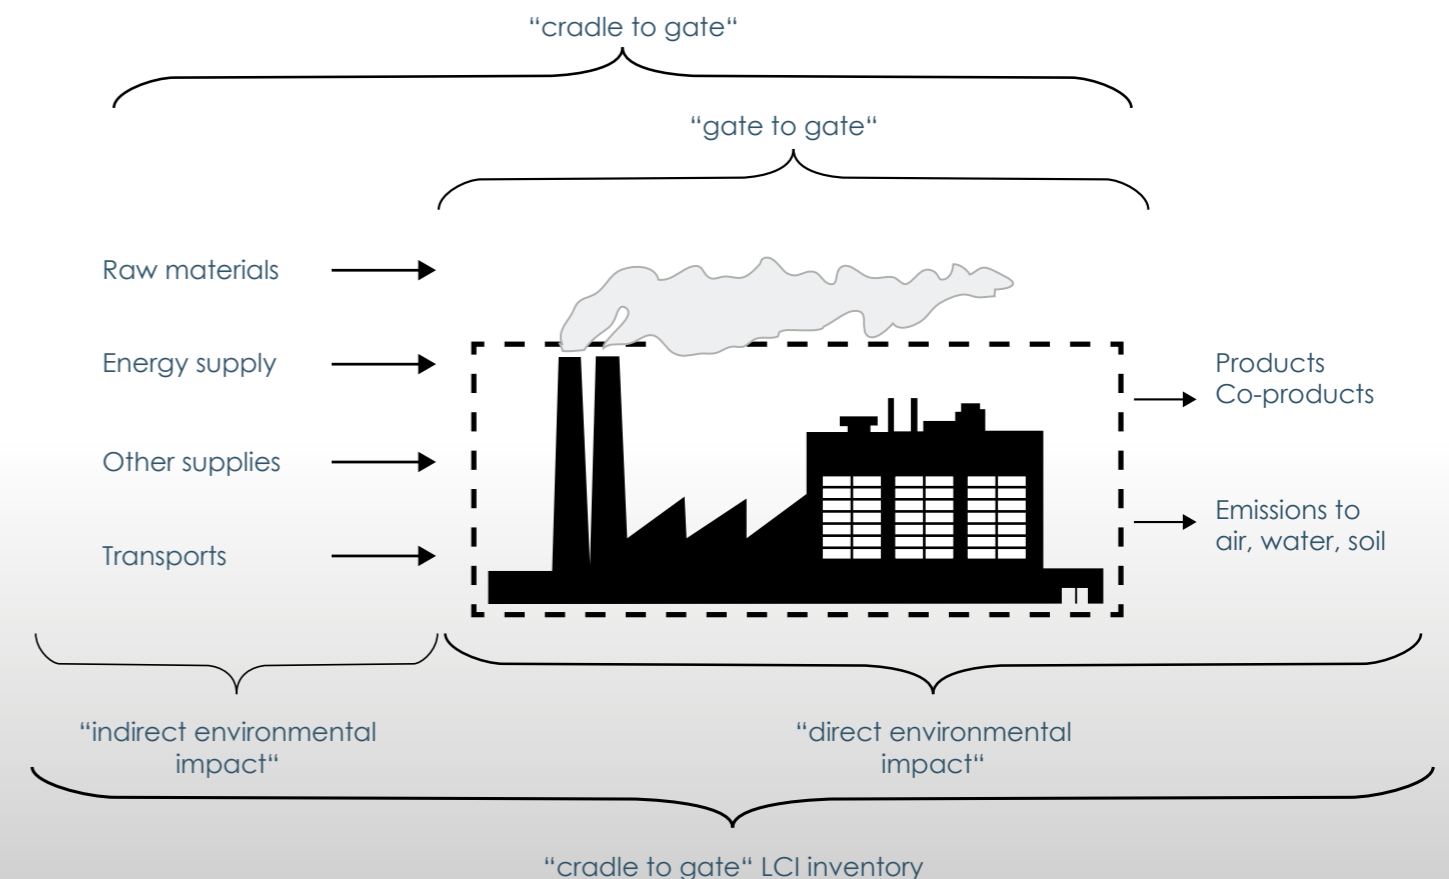 “cradle to gate“
“gate to gate“
Raw materials
Energy supply
Other supplies
Transports
Products
Co-products
Emissions to
air, water, soil
“indirect environmental
impact“
“direct environmental
impact“
“cradle to gate“ LCI inventory